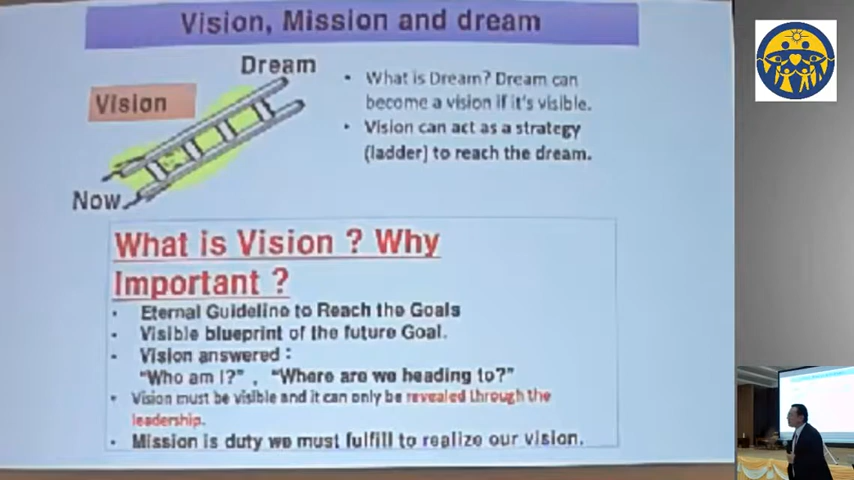 Vision, Mission and dream
Dream
Vision
Now
• What is Dream? Dream can
become a vision if it's visible.
• Vision can act as a strategy
(ladder) to reach the dream.
What is Vision ? Why
Important ?
• Eternal Guideline to Reach the Goals
• Visible blueprint of the future Goal.
• Vision answered :
"Who am I?" , "Where are we heading to?"
• Vision must be visible and it can only be revealed through the
leadership.
• Mission is duty we must fulfill to realize our vision.